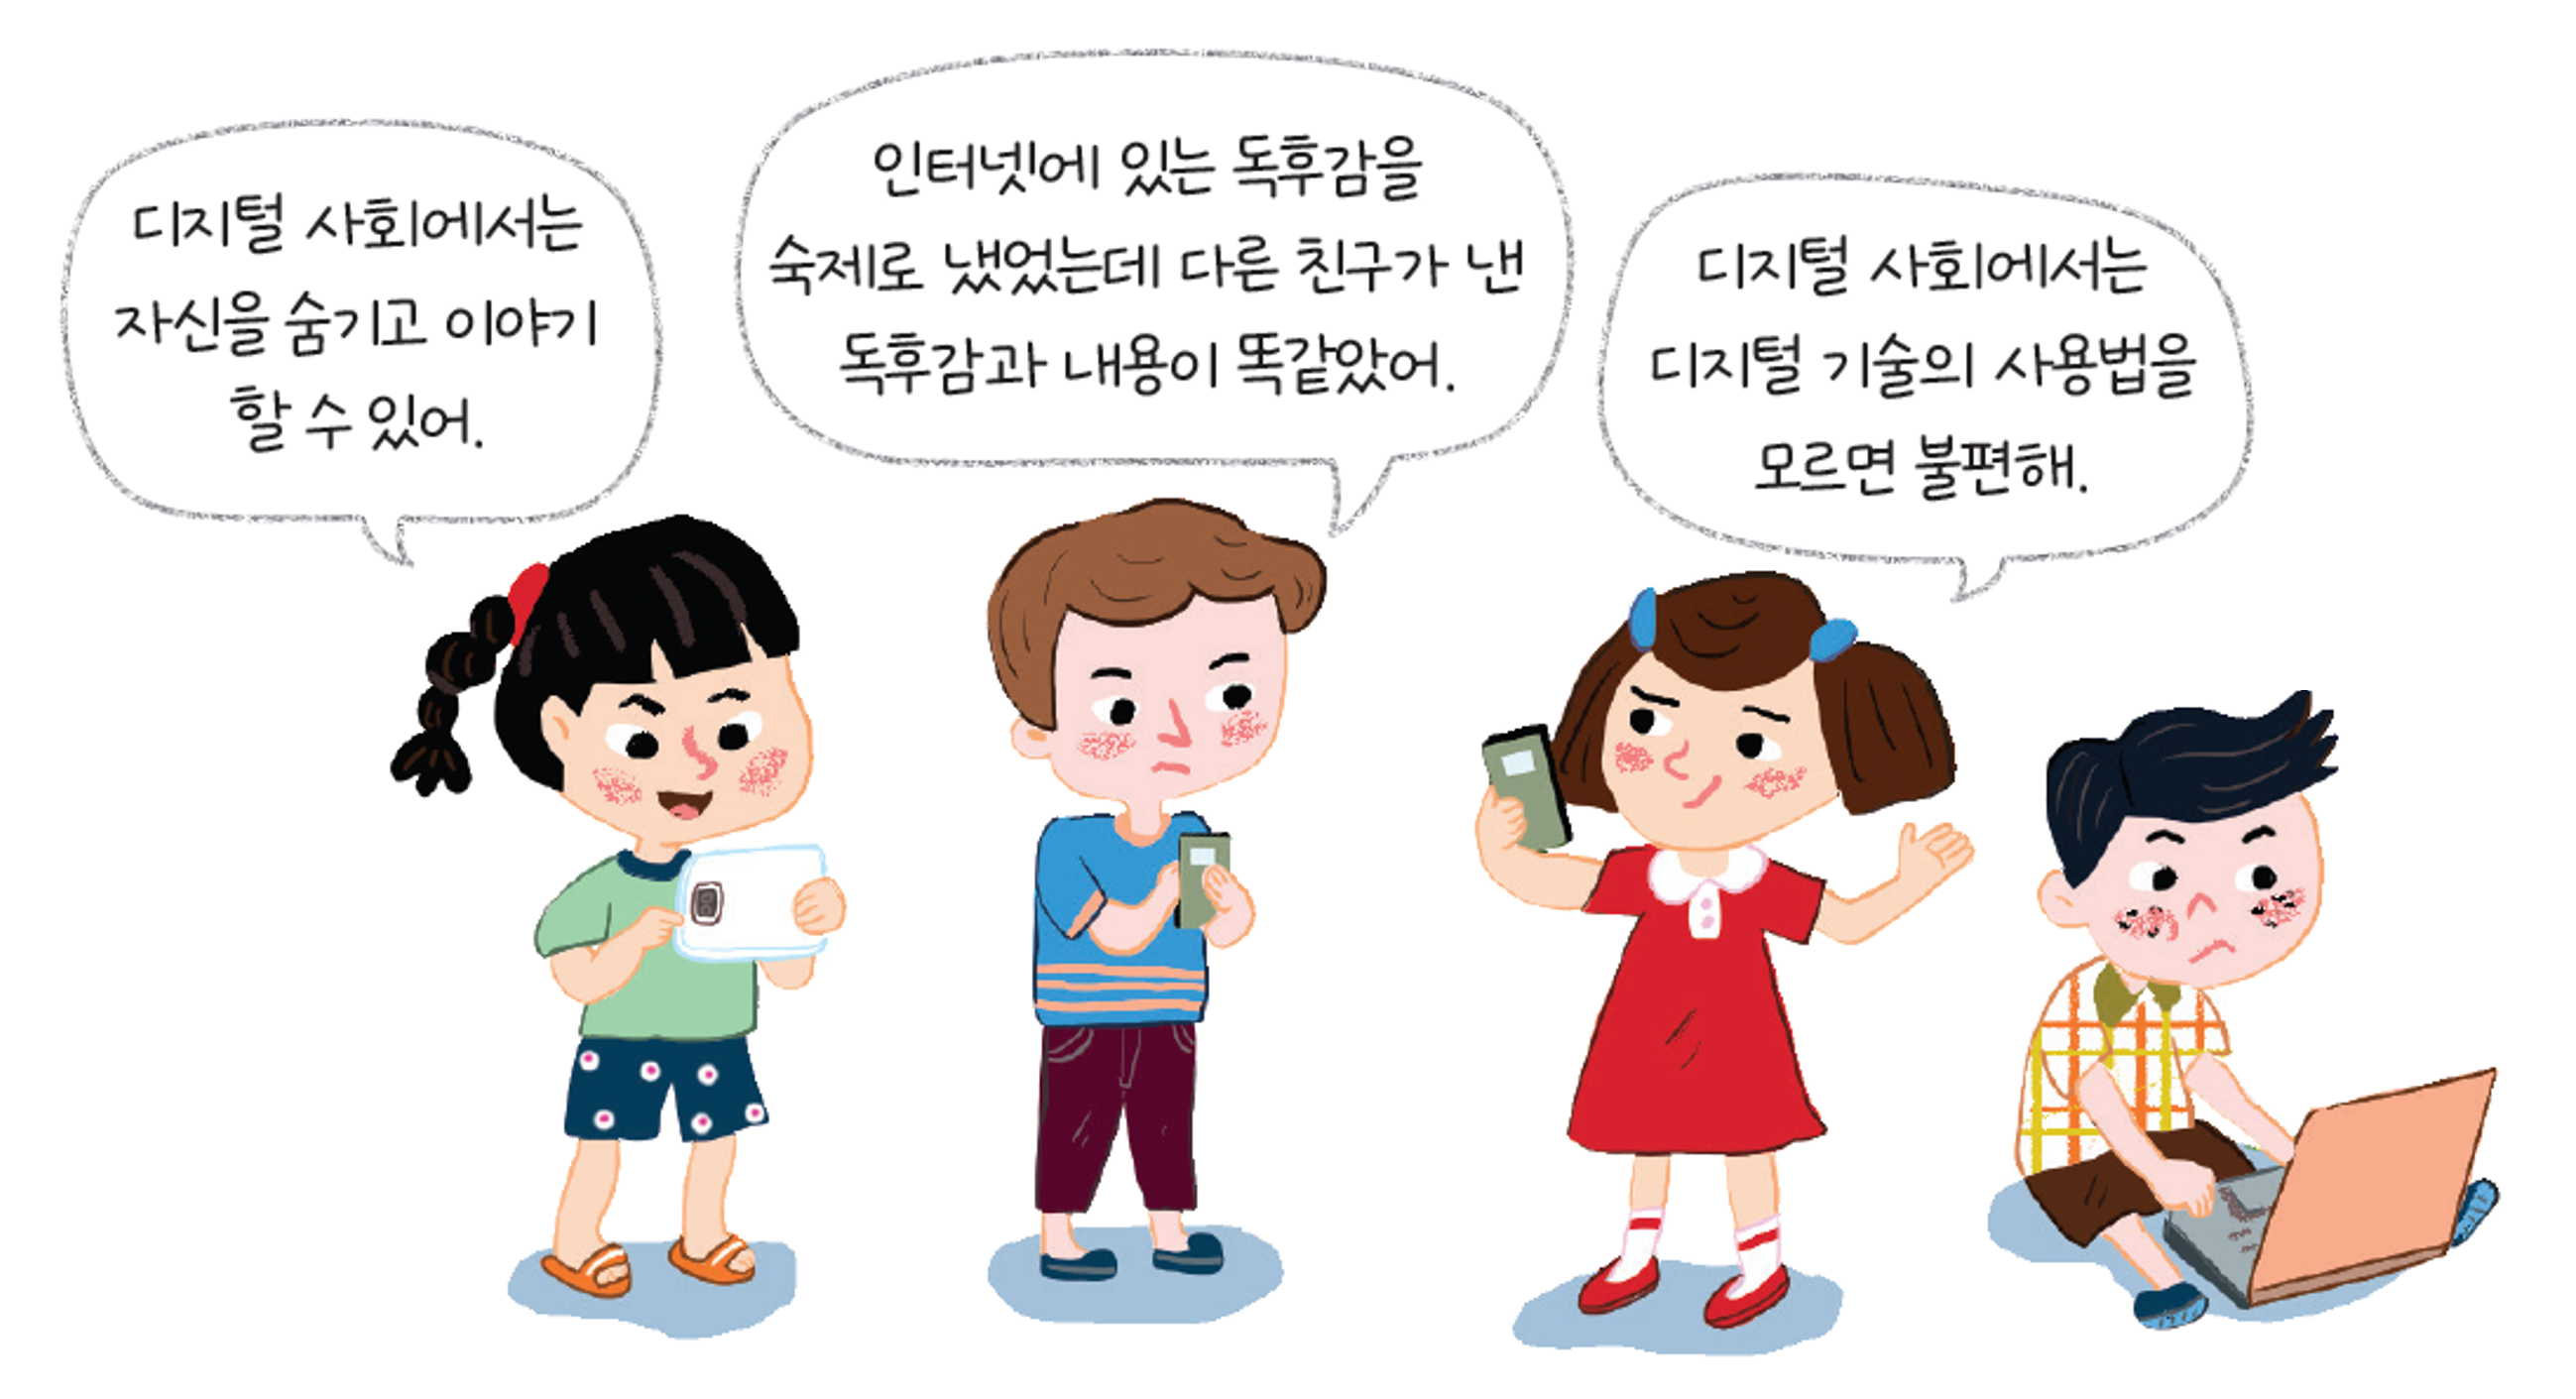 디지털 사회에서는
자신을 숨기고 이야기
할 수 있어.
인터넷에 있는 독후감을
숙제로 냈었는데 다른 친구가 낸
독후감과 내용이 똑같았어.
디지털 사회에서는
디지털 기술의 사용법을
모르면 불편해.